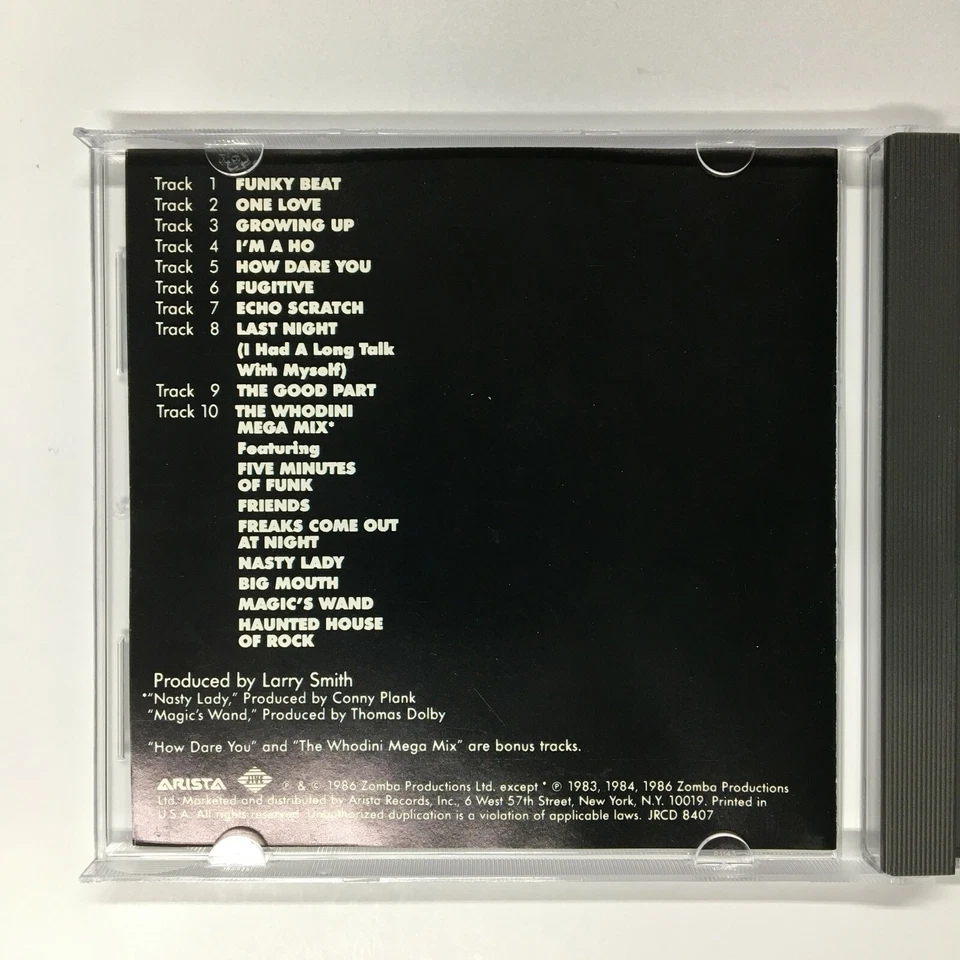 Track 1 FUNKY BEAT
Track 2 ONE LOVE
Track 3 GROWING UP
Track 4 I'M A HO
Track 5 HOW DARE YOU
Track 6 FUGITIVE
Track 7 ECHO SCRATCH
Track 8 LAST NIGHT
(I Had A Long Talk
With Myself)
Track 9 THE GOOD PART
Track 10 THE WHODINI
MEGA MIX*
Featuring
FIVE MINUTES
OF FUNK
FRIENDS
FREAKS COME OUT
AT NIGHT
NASTY LADY
BIG MOUTH
MAGIC'S WAND
HAUNTED HOUSE
OF ROCK
Produced by Larry Smith
*"Nasty Lady," Produced by Conny Plank
"Magic's Wand," Produced by Thomas Dolby
"How Dare You" and "The Whodini Mega Mix" are bonus tracks.
ARISTA JIVE ℗ & © 1986 Zomba Productions Ltd. except * ℗ 1983, 1984, 1986 Zomba Productions
Ltd. Marketed and distributed by Arista Records, Inc., 6 West 57th Street, New York, N.Y. 10019. Printed in
U.S.A. All rights reserved. Unauthorized duplication is a violation of applicable laws. JRCD 8407